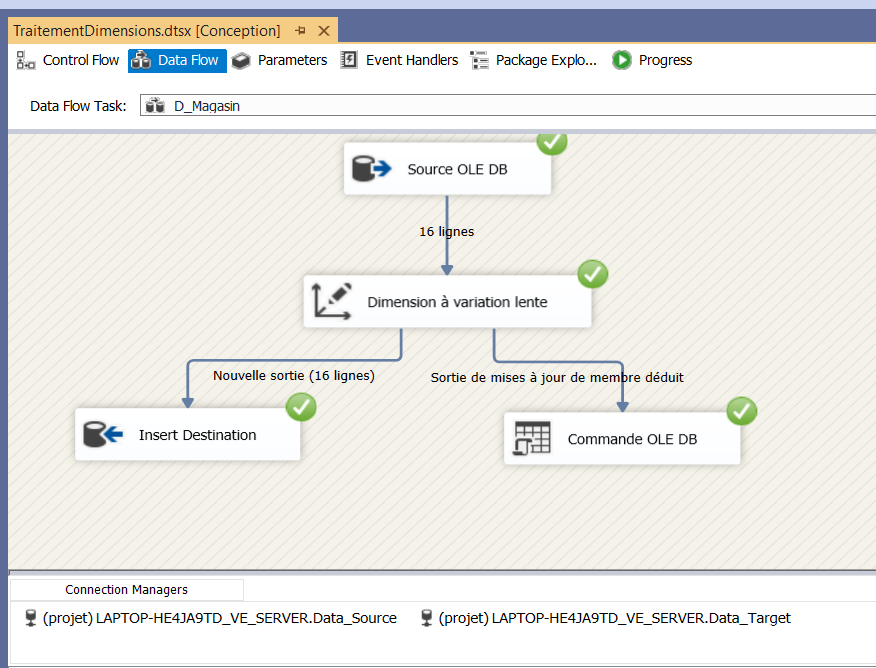 TraitementDimensions.dtsx [Conception]
Control Flow Data Flow Parameters Event Handlers Package Explo... Progress
Data Flow Task: D_Magasin
Source OLE DB
16 lignes
Dimension à variation lente
Nouvelle sortie (16 lignes) Sortie de mises à jour de membre déduit
Insert Destination Commande OLE DB
Connection Managers
(projet) LAPTOP-HE4JA9TD_VE_SERVER.Data_Source (projet) LAPTOP-HE4JA9TD_VE_SERVER.Data_Target